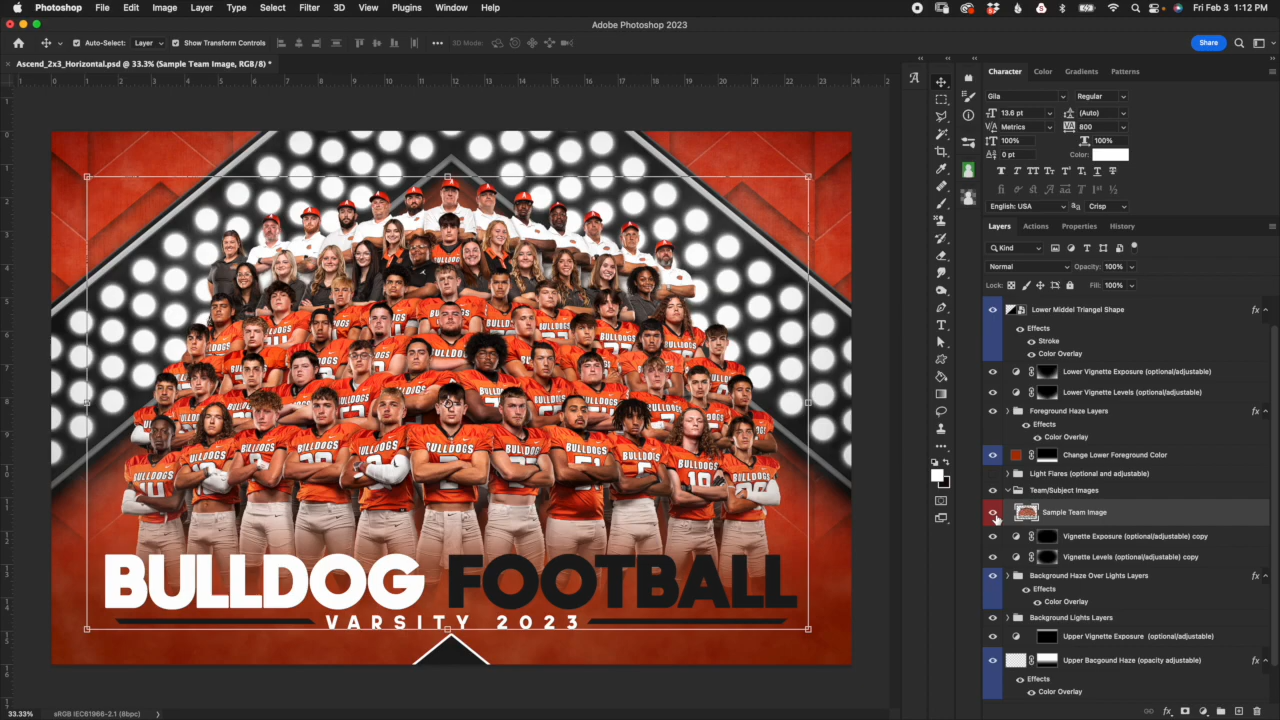 Photoshop File Edit Image Layer Type Select Filter 3D View Plugins Window Help Fri Feb 3 1:12 PM
Adobe Photoshop 2023
Auto-Select: Layer Show Transform Controls 3D Mode: Share
Ascend_2x3_Horizontal.psd @ 33.3% (Sample Team Image, RGB/8) *
Character Color Gradients Patterns
Gila Regular
13.6 pt (Auto)
Metrics 800
100% 100%
0 pt Color:
English: USA Crisp
Layers Actions Properties History
Kind
Normal Opacity: 100%
Lock: Fill: 100%
Lower Middel Triangel Shape fx
Effects
Stroke
Color Overlay
Lower Vignette Exposure (optional/adjustable)
Lower Vignette Levels (optional/adjustable)
Foreground Haze Layers fx
Effects
Color Overlay
Change Lower Foreground Color
Light Flares (optional and adjustable)
Team/Subject Images
Sample Team Image
Vignette Exposure (optional/adjustable) copy
Vignette Levels (optional/adjustable) copy
Background Haze Over Lights Layers fx
Effects
Color Overlay
Background Lights Layers
Upper Vignette Exposure (optional/adjustable)
Upper Bacgound Haze (opacity adjustable) fx
Effects
Color Overlay
BULLDOG FOOTBALL
VARSITY 2023
33.33% sRGB IEC61966-2.1 (8bpc)